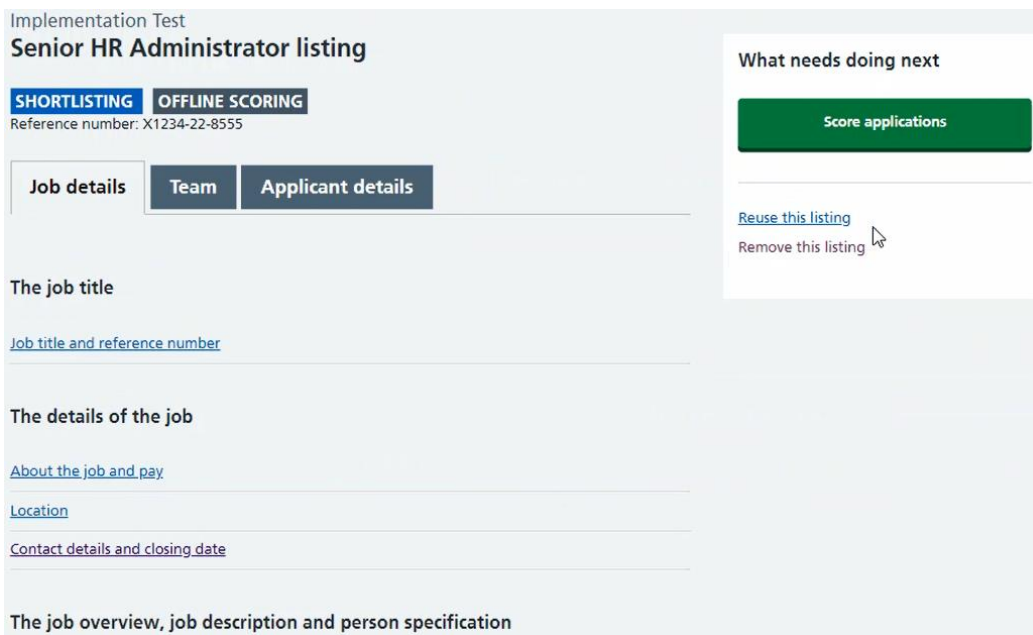 Implementation Test
Senior HR Administrator listing
SHORTLISTING OFFLINE SCORING
Reference number: X1234-22-8555
Job details Team Applicant details
The job title
Job title and reference number
The details of the job
About the job and pay
Location
Contact details and closing date
The job overview, job description and person specification
What needs doing next
Score applications
Reuse this listing
Remove this listing